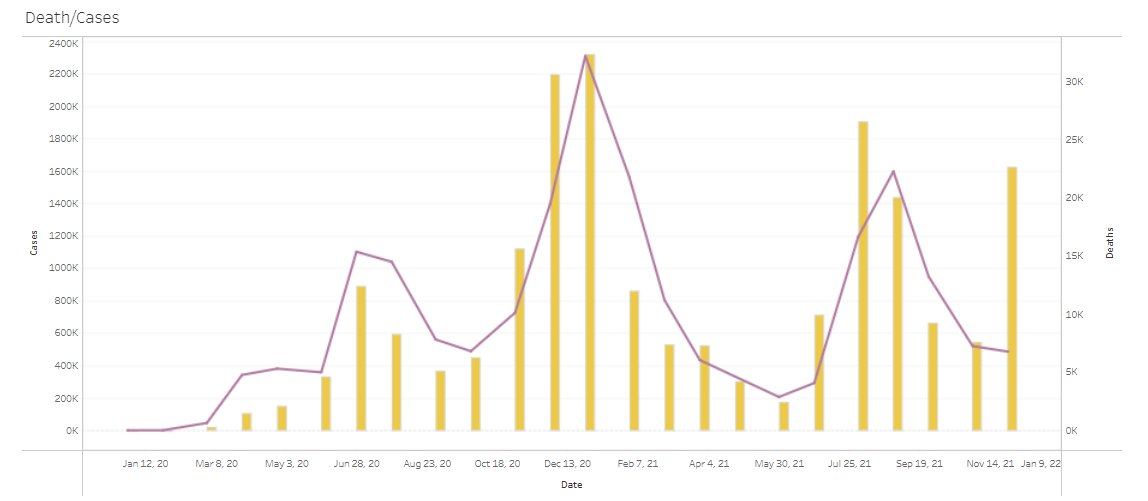 Death/Cases
2400K
2200K
2000K
1800K
1600K
1400K
1200K
1000K
800K
600K
400K
200K
0K
Cases
30K
25K
20K
15K
10K
5K
0K
Deaths
Jan 12, 20 Mar 8, 20 May 3, 20 Jun 28, 20 Aug 23, 20 Oct 18, 20 Dec 13, 20 Feb 7, 21 Apr 4, 21 May 30, 21 Jul 25, 21 Sep 19, 21 Nov 14, 21 Jan 9, 22
Date